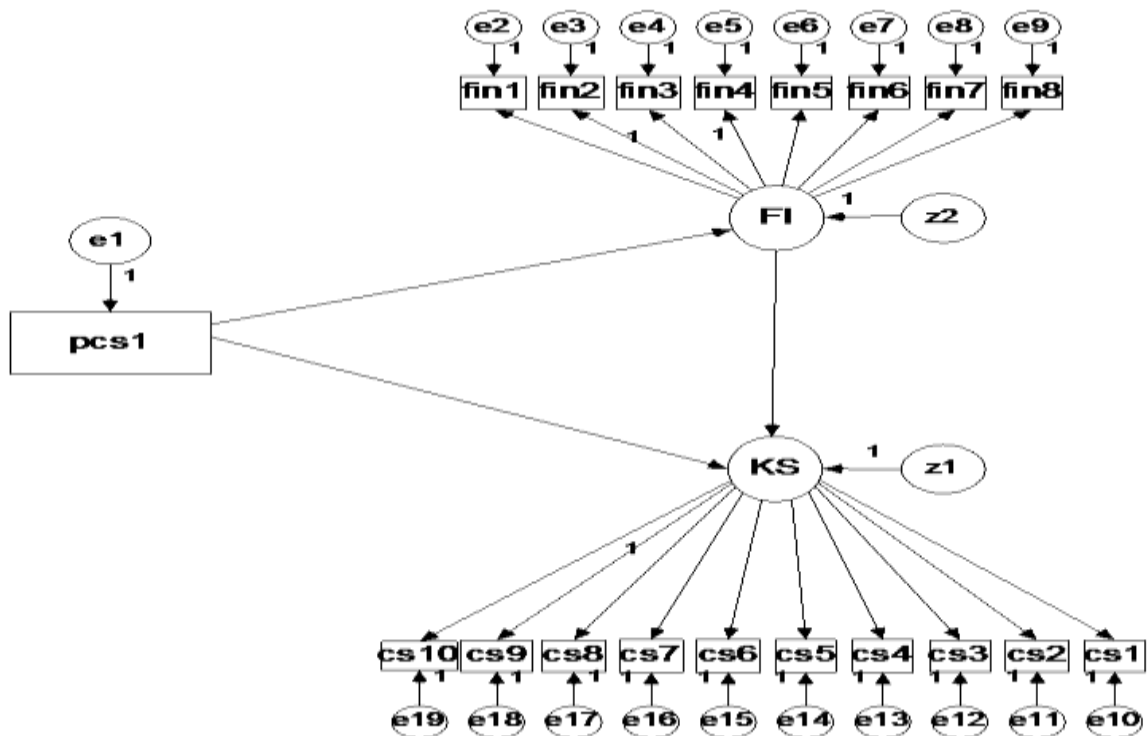 e2 e3 e4 e5 e6 e7 e8 e9
1 1 1 1 1 1 1 1
fin1 fin2 fin3 fin4 fin5 fin6 fin7 fin8
1 1
FI 1 z2
e1
1
pcs1
KS 1 z1
1
cs10 cs9 cs8 cs7 cs6 cs5 cs4 cs3 cs2 cs1
1 1 1 1 1 1 1 1 1 1
e19 e18 e17 e16 e15 e14 e13 e12 e11 e10